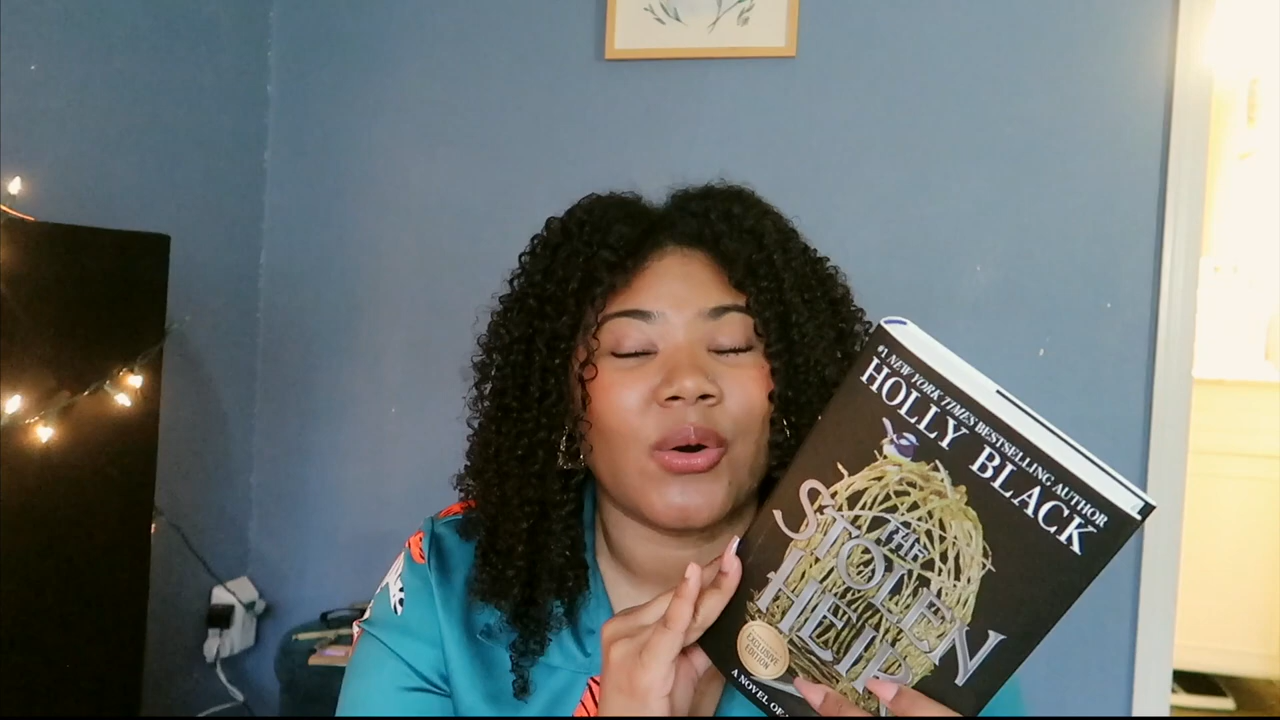 #1 NEW YORK TIMES BESTSELLING AUTHOR
HOLLY BLACK
THE
STOLEN
HEIR
EXCLUSIVE
EDITION
A NOVEL OF